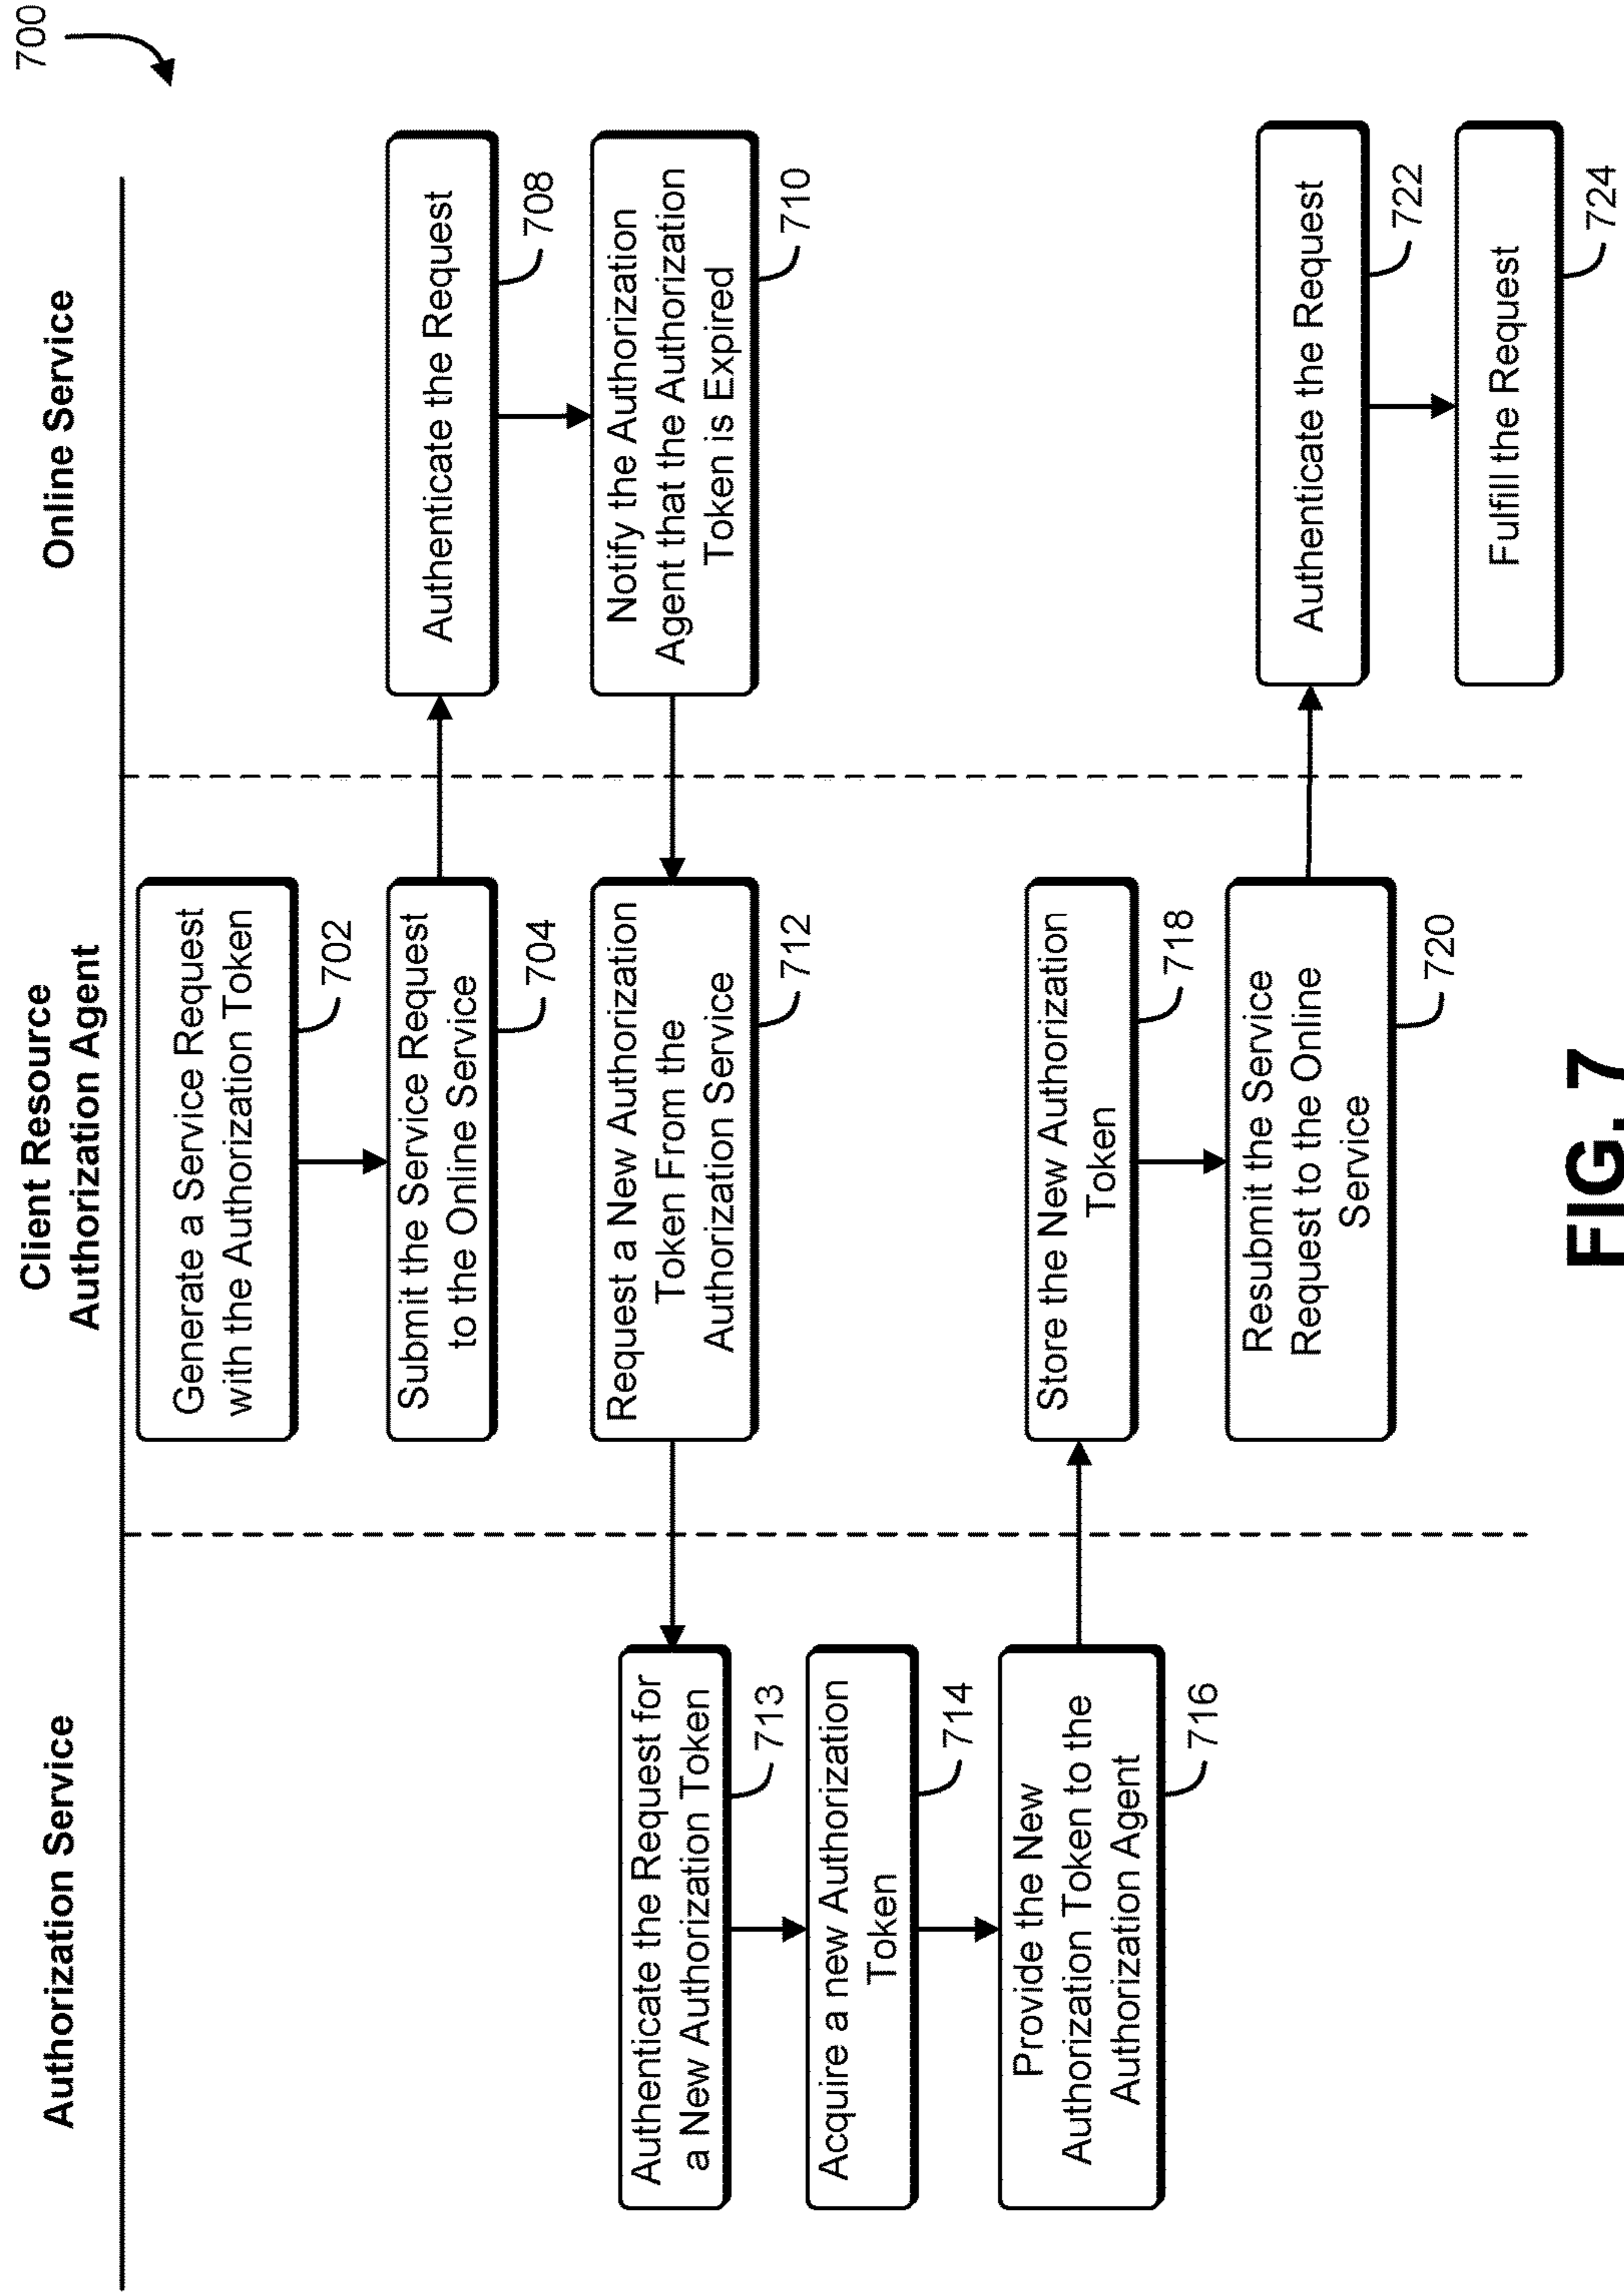 700
Authorization Service
Client Resource
Authorization Agent
Online Service
Generate a Service Request
with the Authorization Token
702
Submit the Service Request
to the Online Service
704
Authenticate the Request
708
Notify the Authorization
Agent that the Authorization
Token is Expired
710
Request a New Authorization
Token From the
Authorization Service
712
Authenticate the Request for
a New Authorization Token
713
Acquire a new Authorization
Token
714
Provide the New
Authorization Token to the
Authorization Agent
716
Store the New Authorization
Token
718
Resubmit the Service
Request to the Online
Service
720
Authenticate the Request
722
Fulfill the Request
724
FIG. 7